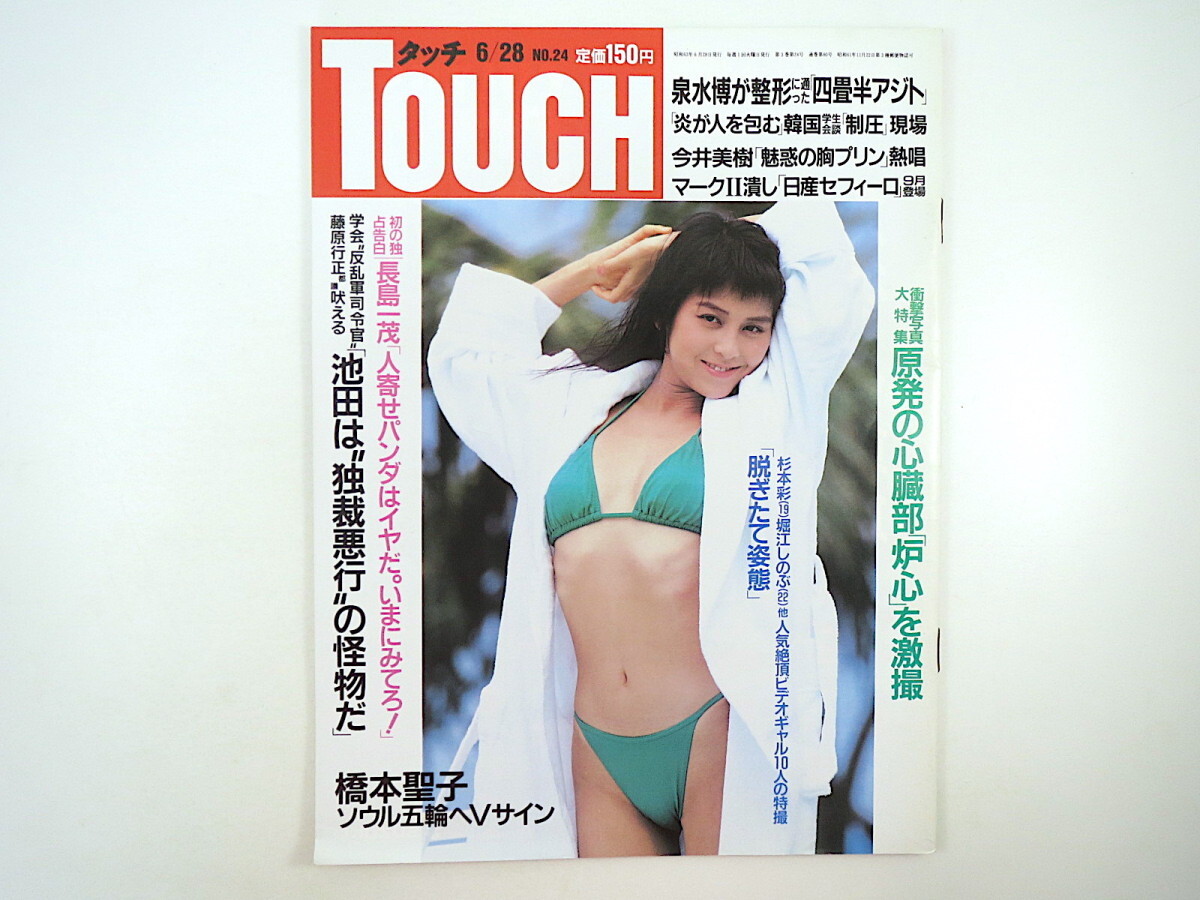 タッチ 6/28 NO.24 定価150円
TOUCH
泉水博が整形に通った「四畳半アジト」
「炎が人を包む」韓国学生会談「制圧」現場
今井美樹「魅惑の胸プリン」熱唱
マークII潰し「日産セフィーロ」9月登場
衝撃写真大特集
原発の心臓部「炉心」を激撮
初の独占告白
長島一茂「人寄せパンダはイヤだ。いまにみてろ!」
学会〝反乱軍司令官〟
藤原行正都議吠える
「池田は〝独裁悪行〟の怪物だ」
杉本彩(19)堀江しのぶ(22)他人気絶頂ビデオギャル10人の特撮
「脱ぎたて姿態」
橋本聖子
ソウル五輪へVサイン